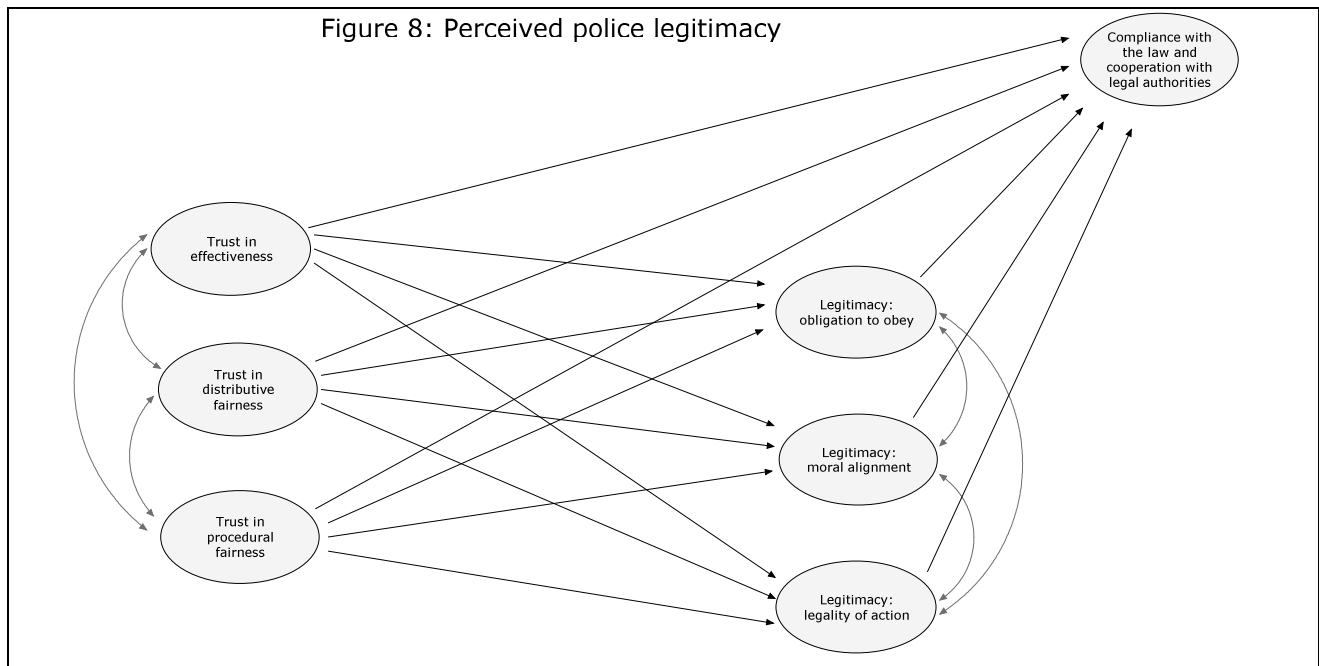 Figure 8: Perceived police legitimacy
Compliance with
the law and
cooperation with
legal authorities
Trust in
effectiveness
Legitimacy:
obligation to obey
Trust in
distributive
fairness
Legitimacy:
moral alignment
Trust in
procedural
fairness
Legitimacy:
legality of action